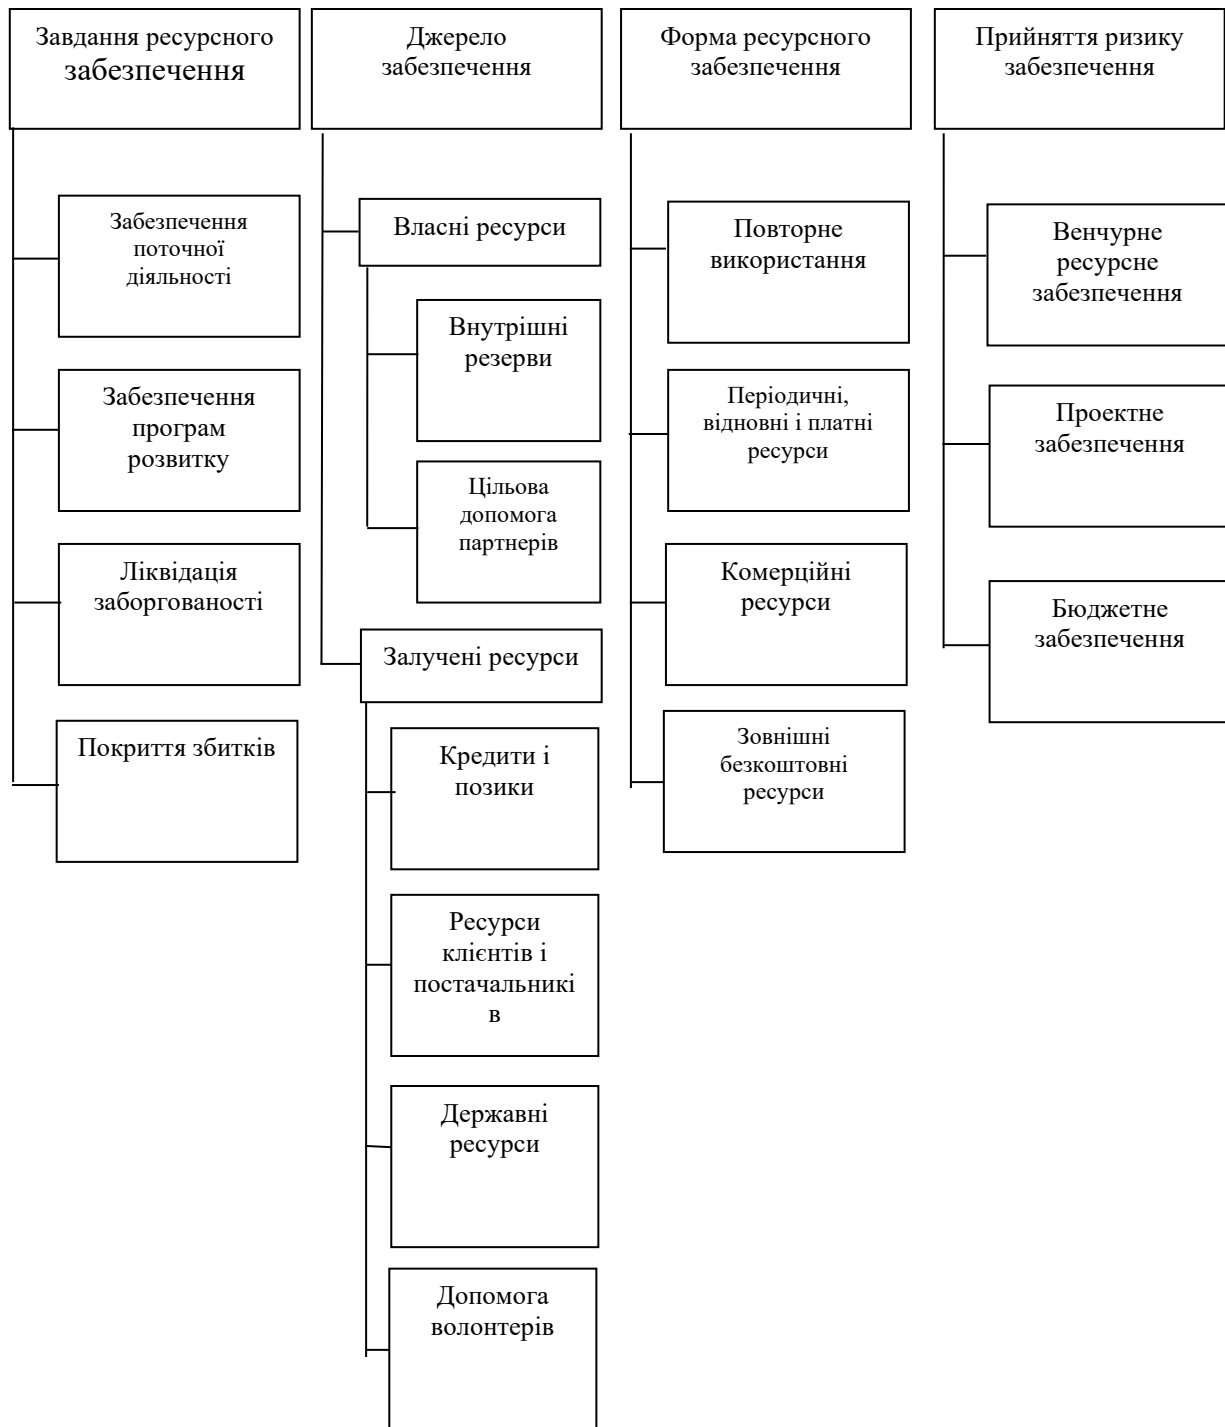 Завдання ресурсного
забезпечення
Забезпечення
поточної
діяльності
Забезпечення
програм
розвитку
Ліквідація
заборгованості
Покриття збитків
Джерело
забезпечення
Власні ресурси
Внутрішні
резерви
Цільова
допомога
партнерів
Залучені ресурси
Кредити і
позики
Ресурси
клієнтів і
постачальникі
в
Державні
ресурси
Допомога
волонтерів
Форма ресурсного
забезпечення
Повторне
використання
Періодичні,
відновні і платні
ресурси
Комерційні
ресурси
Зовнішні
безкоштовні
ресурси
Прийняття ризику
забезпечення
Венчурне
ресурсне
забезпечення
Проектне
забезпечення
Бюджетне
забезпечення